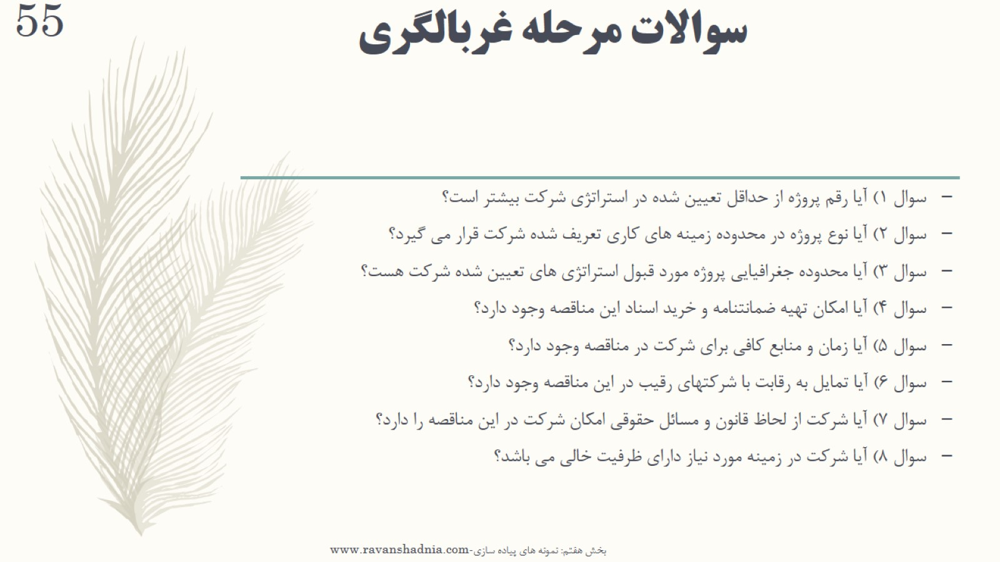 55
سوالات مرحله غربالگری
– سوال ۱) آیا رقم پروژه از حداقل تعیین شده در استراتژی شرکت بیشتر است؟
– سوال ۲) آیا نوع پروژه در محدوده زمینه های کاری تعریف شده شرکت قرار می گیرد؟
– سوال ۳) آیا محدوده جغرافیایی پروژه مورد قبول استراتژی های تعیین شده شرکت هست؟
– سوال ۴) آیا امکان تهیه ضمانتنامه و خرید اسناد این مناقصه وجود دارد؟
– سوال ۵) آیا زمان و منابع کافی برای شرکت در مناقصه وجود دارد؟
– سوال ۶) آیا تمایل به رقابت با شرکتهای رقیب در این مناقصه وجود دارد؟
– سوال ۷) آیا شرکت از لحاظ قانون و مسائل حقوقی امکان شرکت در این مناقصه را دارد؟
– سوال ۸) آیا شرکت در زمینه مورد نیاز دارای ظرفیت خالی می باشد؟
بخش هفتم: نمونه های پیاده سازی-www.ravanshadnia.com